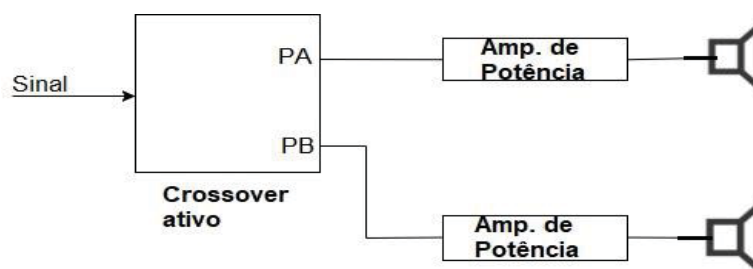 PA
Amp. de
Potência
Sinal
PB
Crossover
ativo
Amp. de
Potência